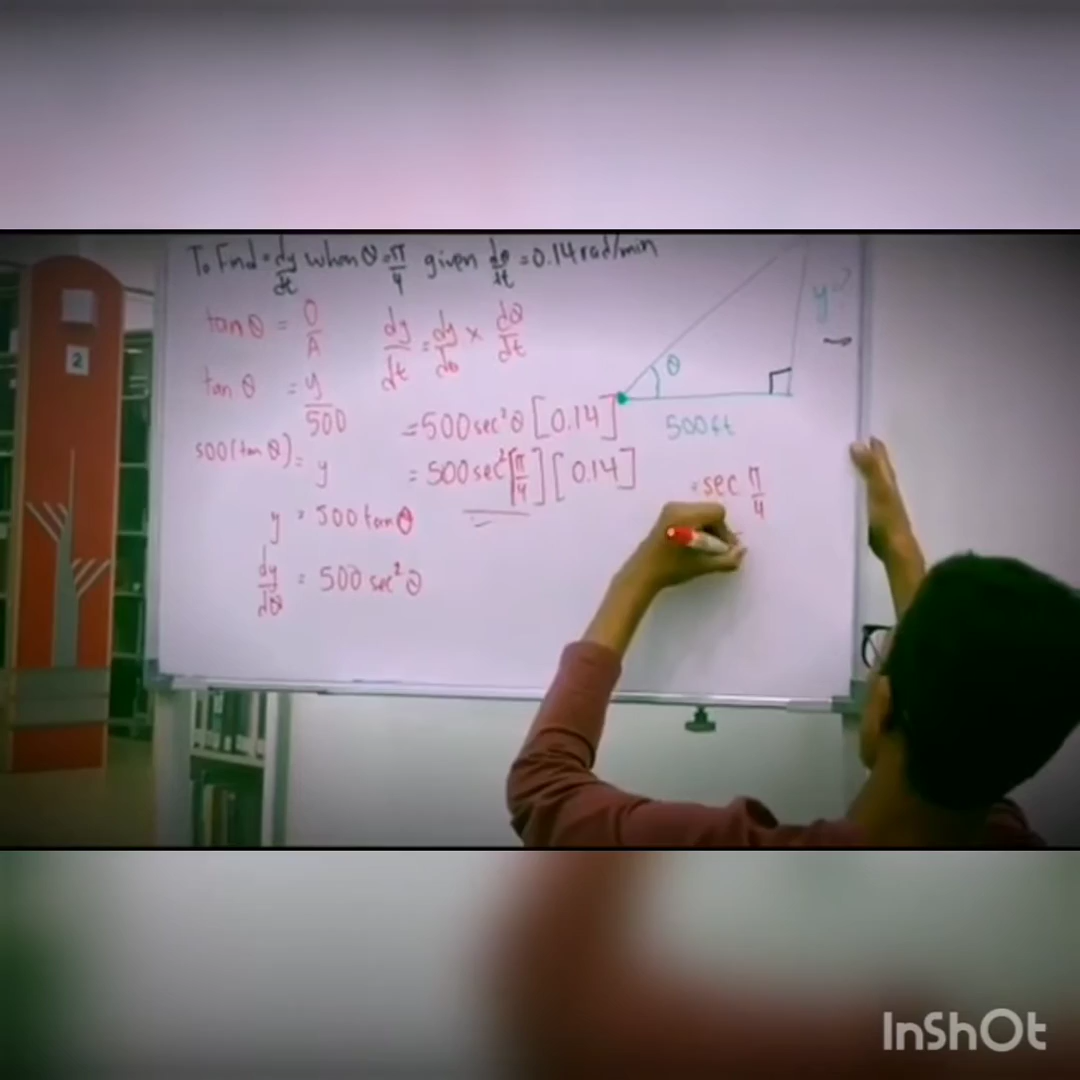 To Find = dy/dt when θ = π/4 given dθ/dt = 0.14 rad/min
tan θ = O/A
dy/dt = dy/dθ × dθ/dt
tan θ = y/500
= 500 sec² θ [0.14]
500(tan θ) = y
= 500 sec² [π/4] [0.14]
y = 500 tan θ
dy/dθ = 500 sec² θ
θ
500 ft
y?
= sec π/4
2
InShOt